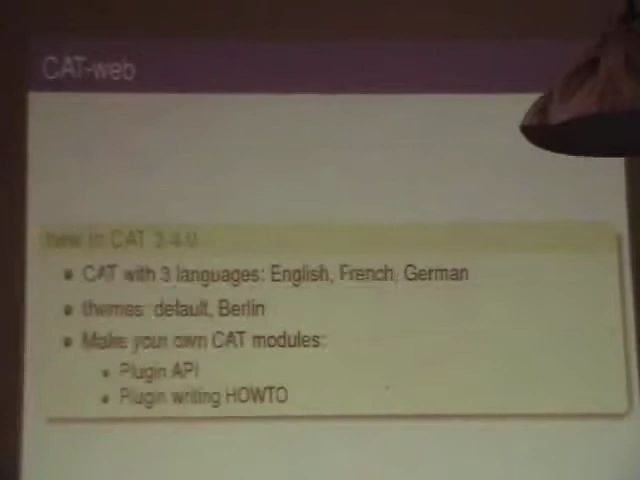 CAT-web
new in CAT 3.4.0
CAT with 3 languages: English, French, German
themes: default, Berlin
Make your own CAT modules:
Plugin API
Plugin writing HOWTO